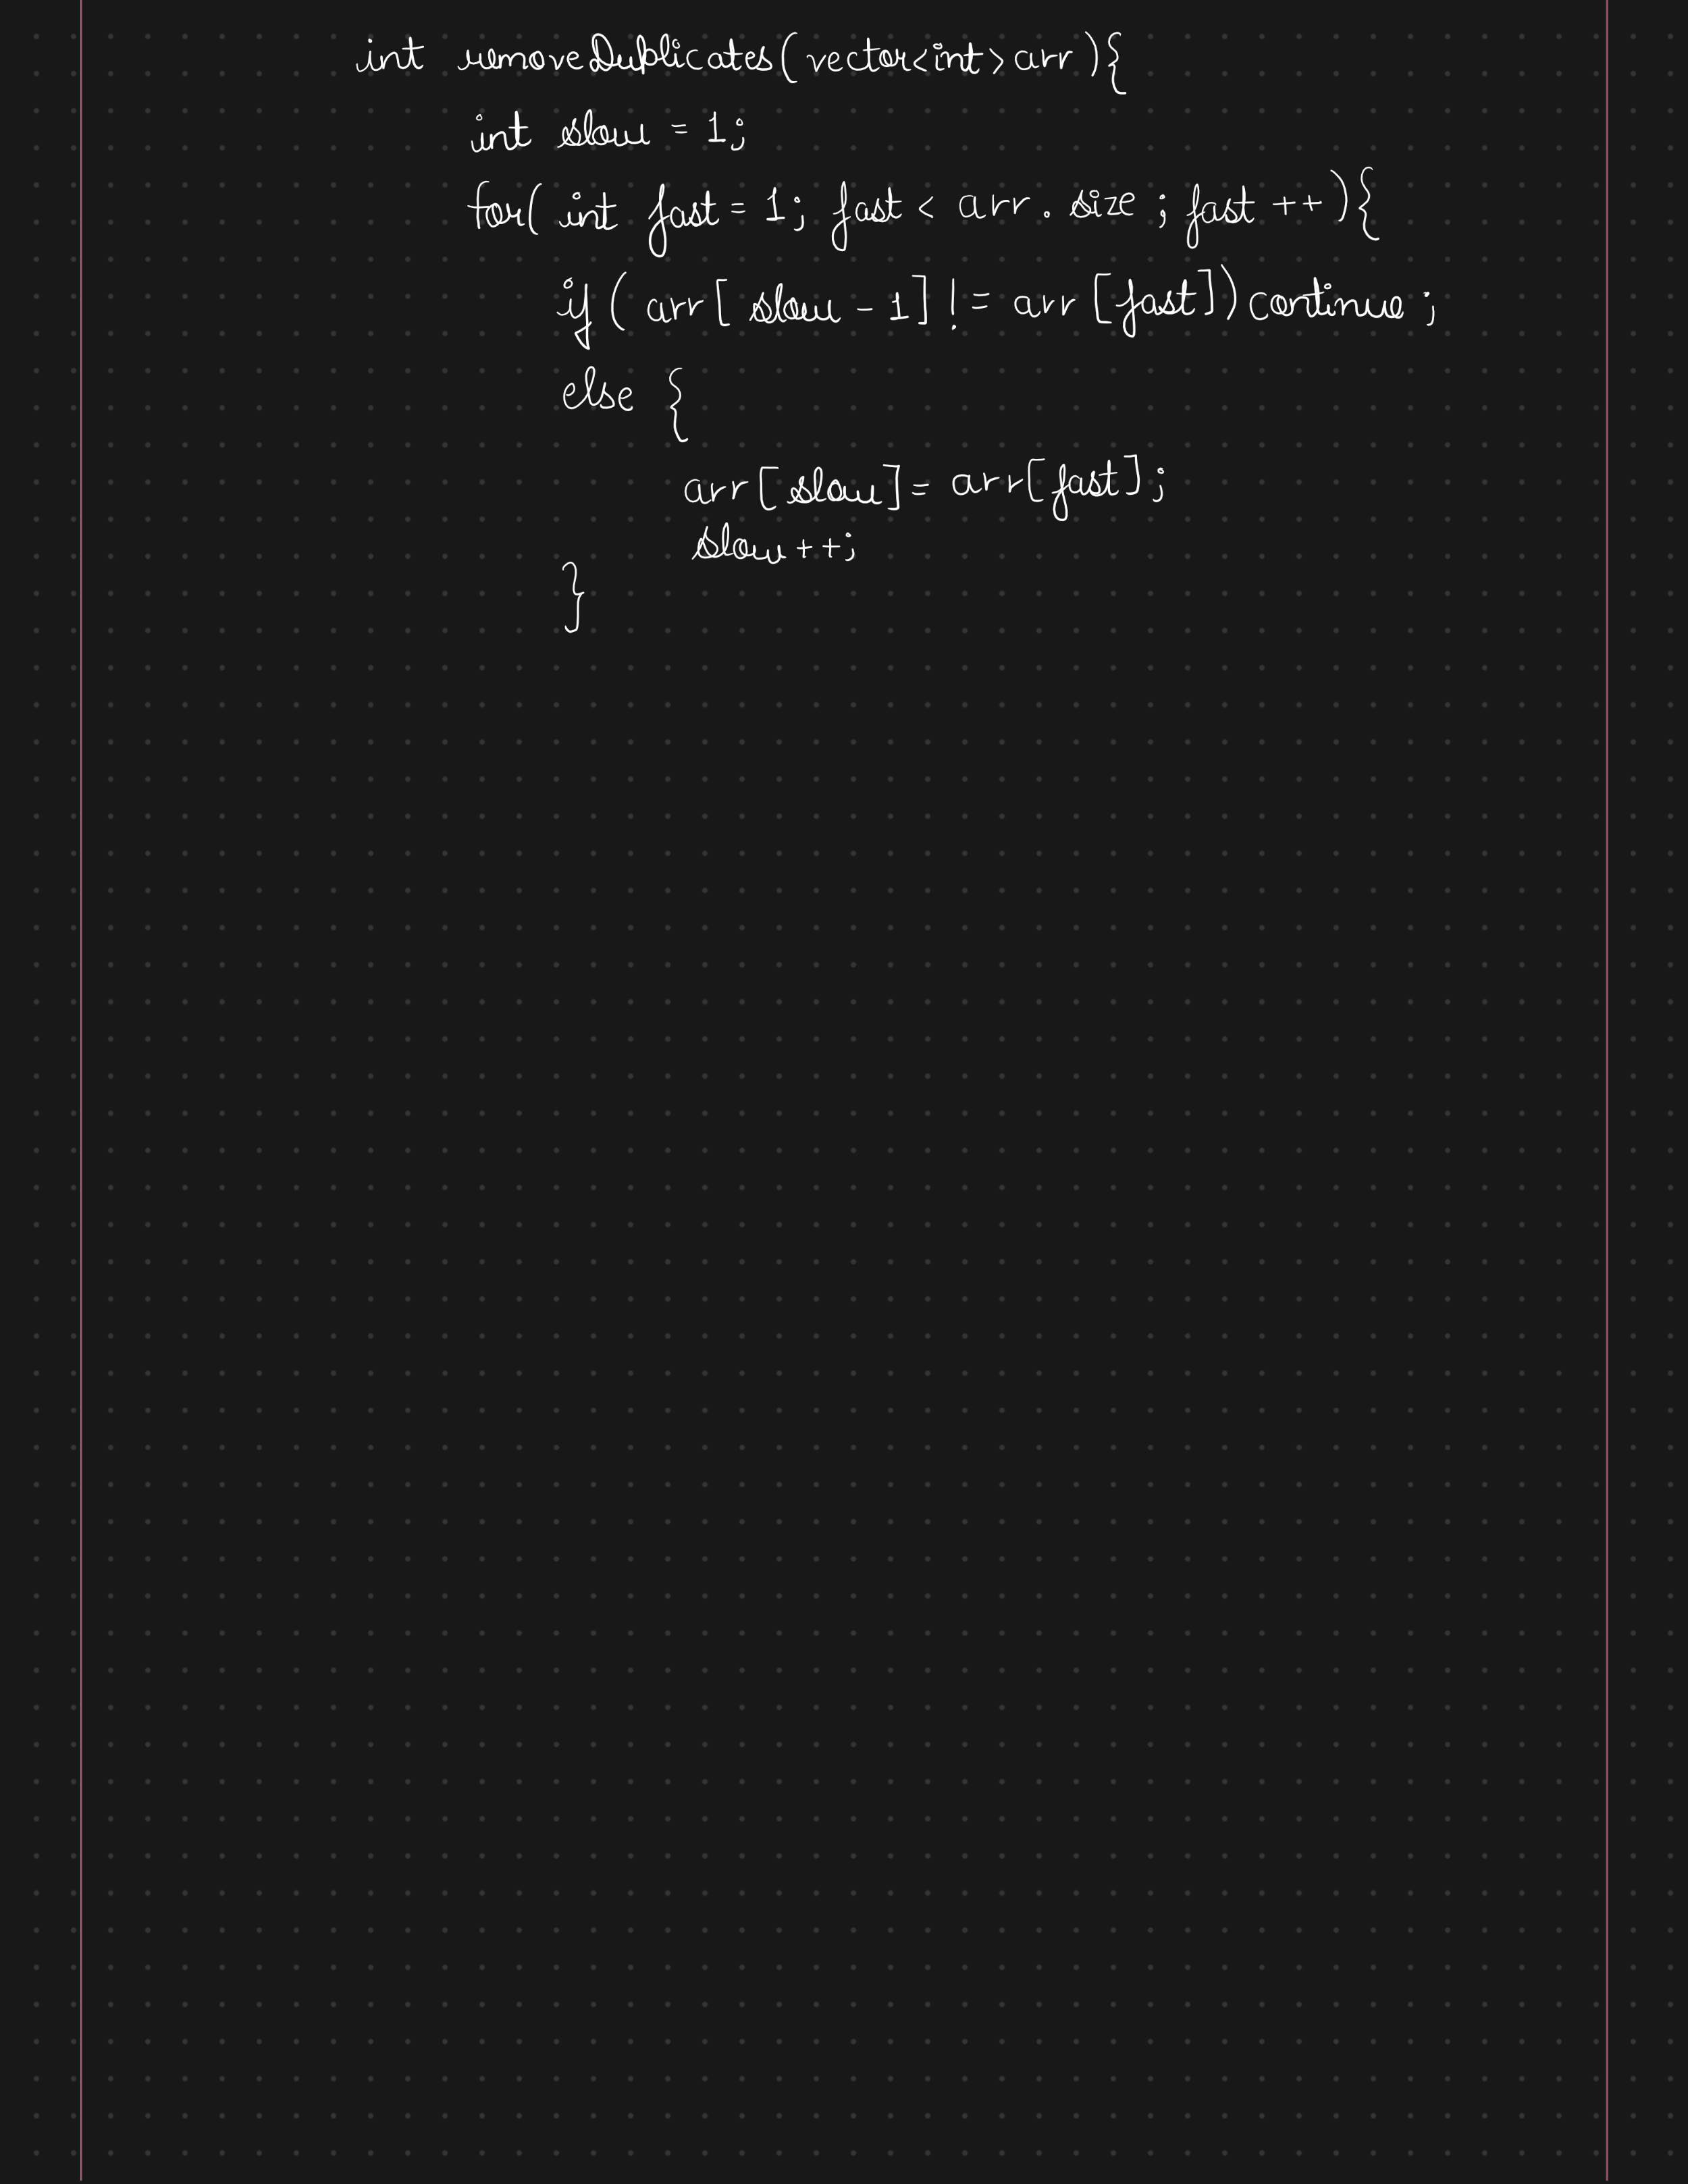 int removeDuplicates(vector<int>arr){
int slow = 1;
for(int fast = 1; fast < arr.size; fast ++){
if(arr[slow - 1] != arr[fast])continue;
else {
arr[slow] = arr[fast];
slow++;
}